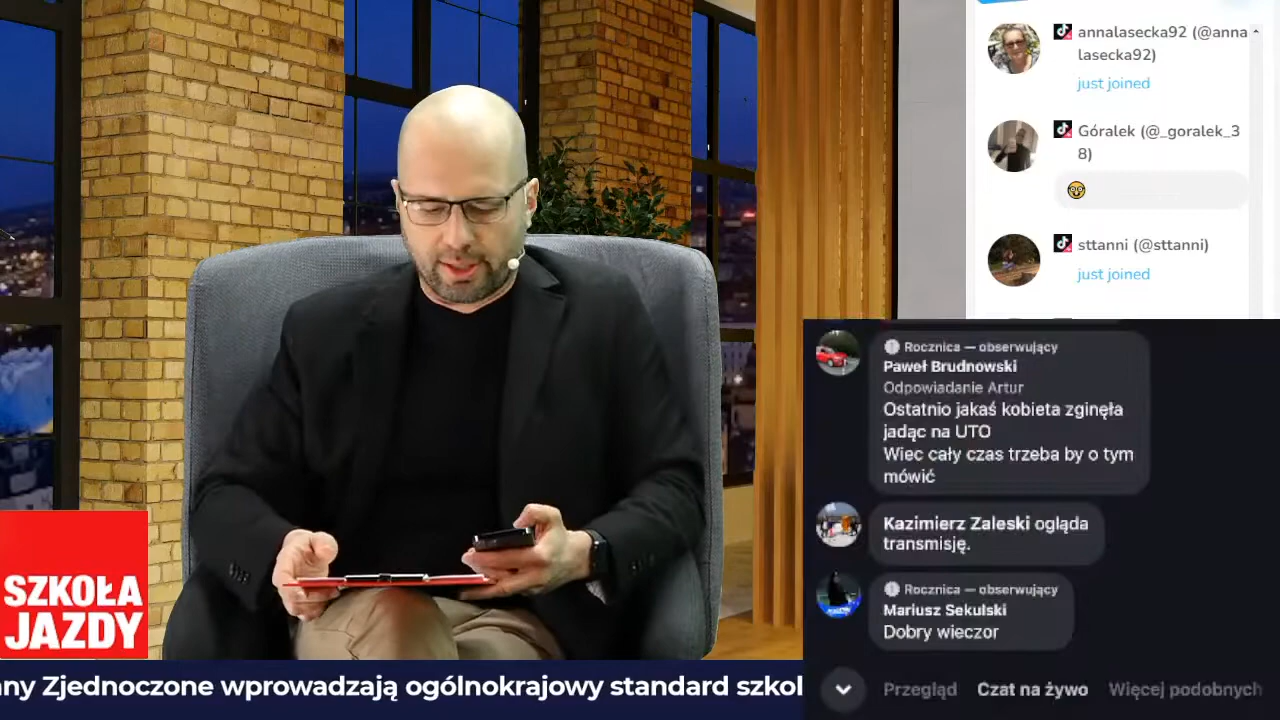 annalasecka92 (@anna
lasecka92)
just joined
Góralek (@_goralek_3
8)
sttanni (@sttanni)
just joined
Rocznica — obserwujący
Paweł Brudnowski
Odpowiadanie Artur
Ostatnio jakaś kobieta zginęła
jadąc na UTO
Wiec cały czas trzeba by o tym
mówić
Kazimierz Zaleski ogląda
transmisję.
Rocznica — obserwujący
Mariusz Sekulski
Dobry wieczor
Przegląd Czat na żywo Więcej podobnych
SZKOŁA
JAZDY
ny Zjednoczone wprowadzają ogólnokrajowy standard szkol